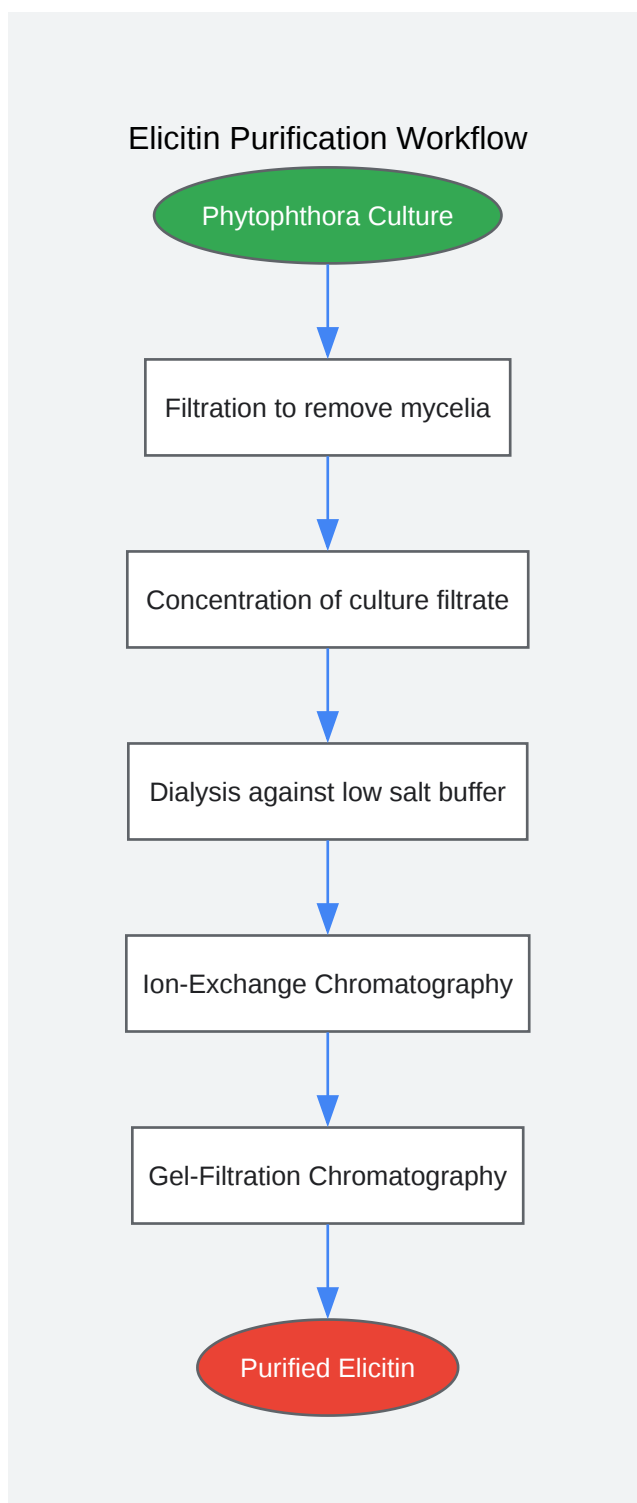 Elicitin Purification Workflow
Phytophthora Culture
Filtration to remove mycelia
Concentration of culture filtrate
Dialysis against low salt buffer
Ion-Exchange Chromatography
Gel-Filtration Chromatography
Purified Elicitin